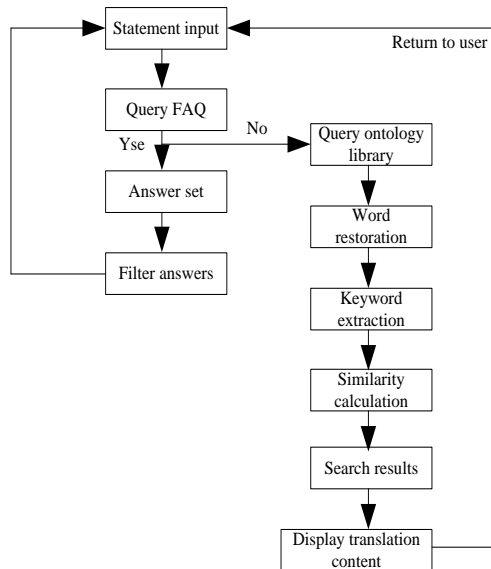 Statement input
Return to user
Query FAQ
Yse
No
Query ontology
library
Answer set
Word
restoration
Filter answers
Keyword
extraction
Similarity
calculation
Search results
Display translation
content